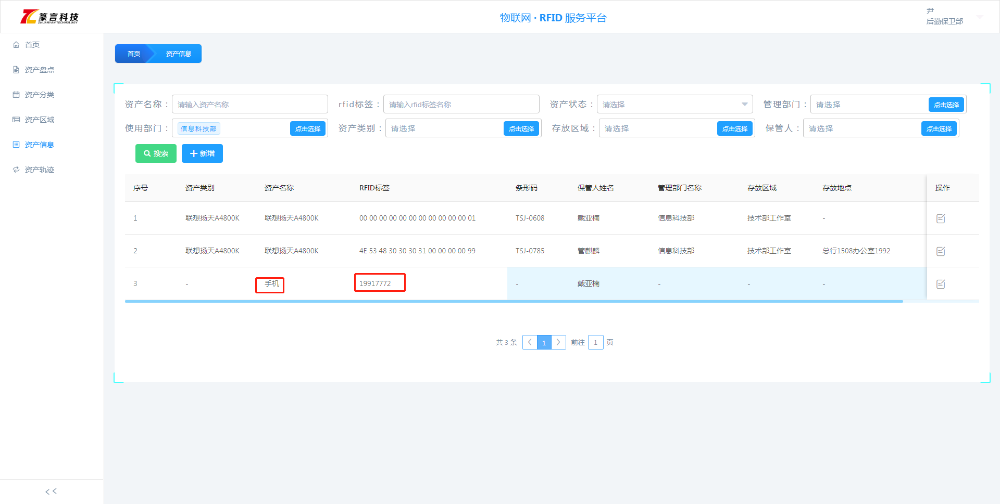 篆言科技
ZHUANYAN TECHNOLOGY
物联网 · RFID 服务平台
尹
后勤保卫部
首页
资产盘点
资产分类
资产区域
资产信息
资产轨迹
<<
首页 资产信息
资产名称： 请输入资产名称 rfid标签： 请输入rfid标签名称 资产状态： 请选择 管理部门： 请选择 点击选择
使用部门： 信息科技部 点击选择 资产类别： 请选择 点击选择 存放区域： 请选择 点击选择 保管人： 请选择 点击选择
搜索 新增
序号 资产类别 资产名称 RFID标签 条形码 保管人姓名 管理部门名称 存放区域 存放地点 操作
1 联想扬天A4800K 联想扬天A4800K 00 00 00 00 00 00 00 00 00 00 00 01 TSJ-0608 戴亚楠 信息科技部 技术部工作室 -
2 联想扬天A4800K 联想扬天A4800K 4E 53 48 30 30 30 31 00 00 00 00 99 TSJ-0785 管麒麟 信息科技部 技术部工作室 总行1508办公室1992
3 - 手机 19917772 - 戴亚楠 - - -
共 3 条 1 前往 1 页